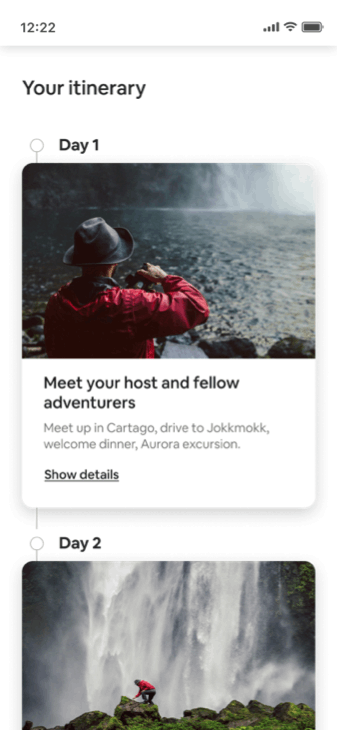 12:22
Your itinerary
Day 1
Meet your host and fellow
adventurers
Meet up in Cartago, drive to Jokkmokk,
welcome dinner, Aurora excursion.
Show details
Day 2